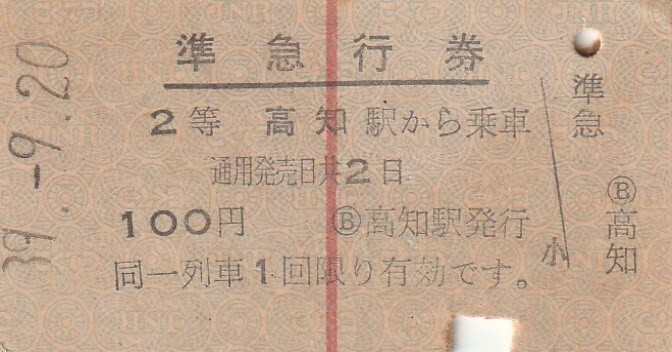 39.-9.20
準急行券
2等 高知駅から乗車
通用発売日共2日
100円 Ⓑ高知駅発行
同一列車1回限り有効です。
小
準急
Ⓑ高知